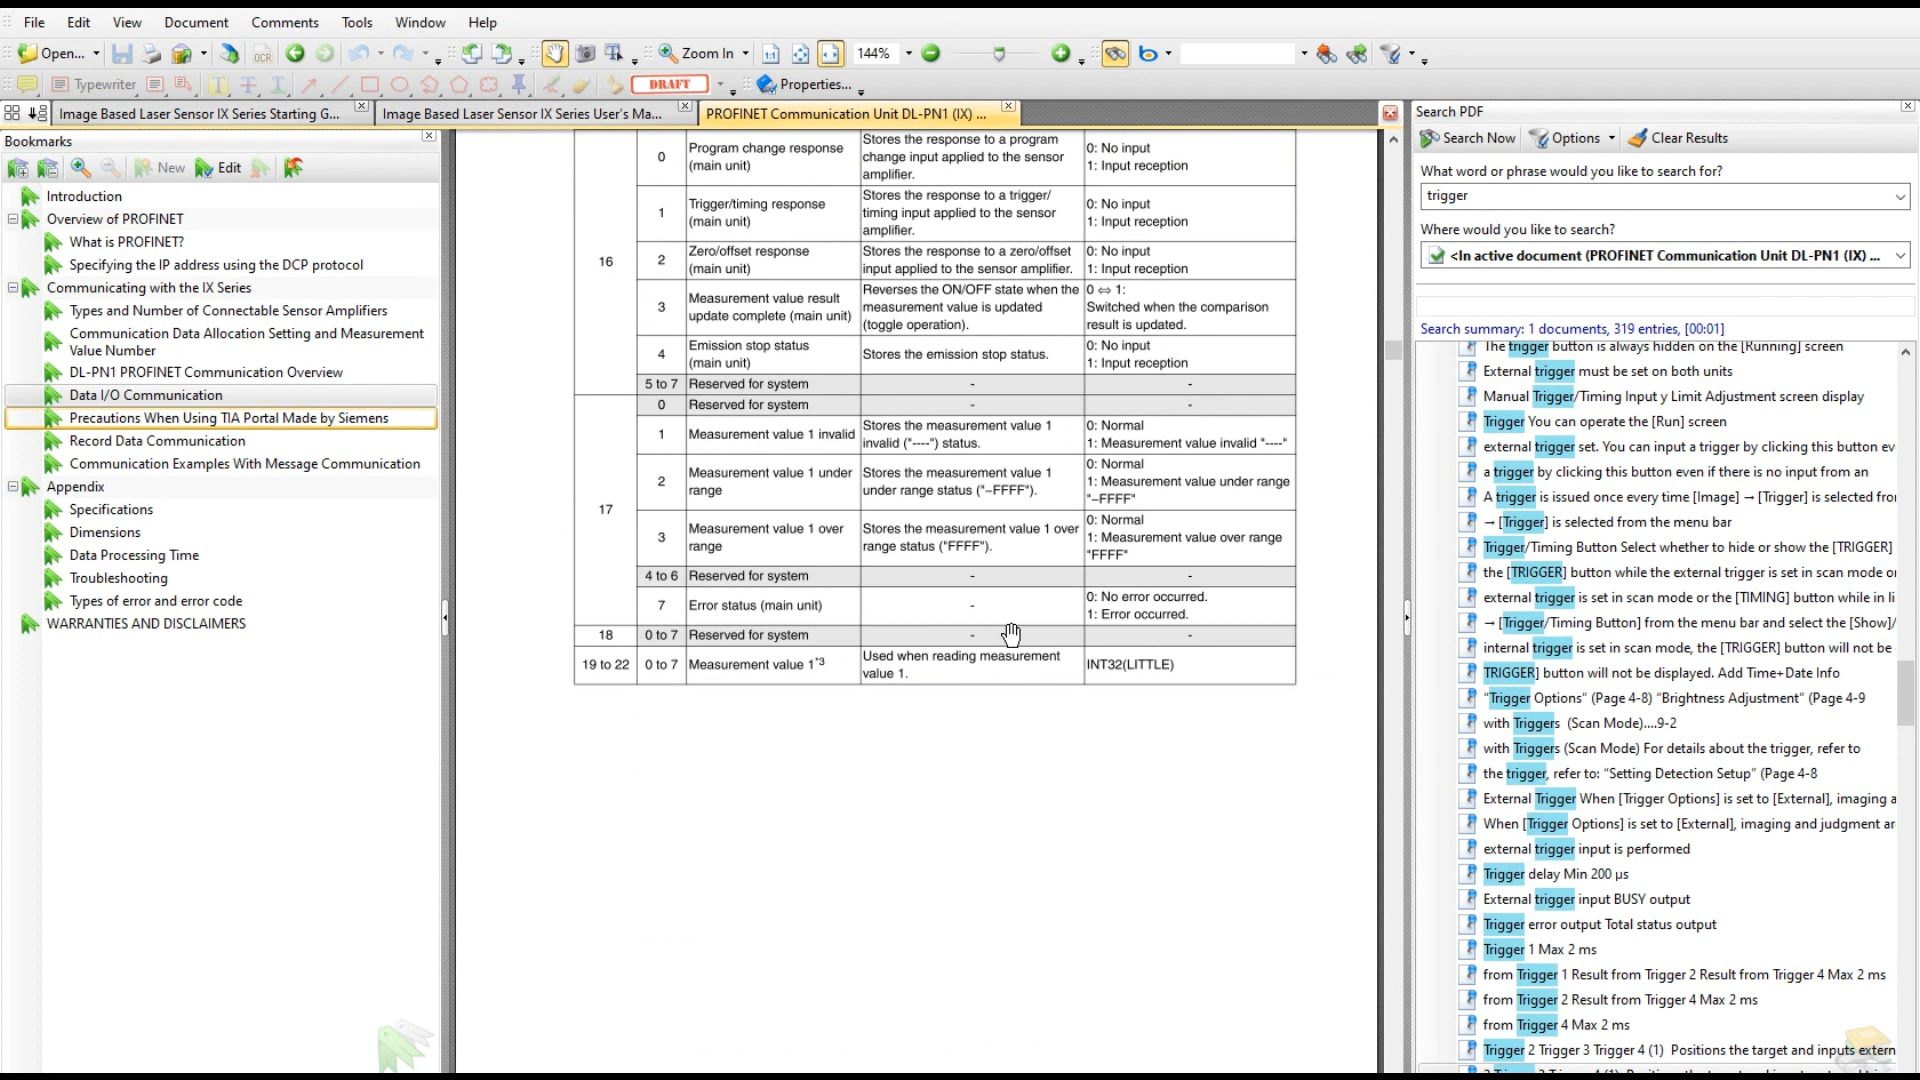 File Edit View Document Comments Tools Window Help
Open... OCR Zoom In 1:1 144%
Typewriter DRAFT Properties...
Image Based Laser Sensor IX Series Starting G... Image Based Laser Sensor IX Series User's Ma... PROFINET Communication Unit DL-PN1 (IX) ...
Bookmarks
New Edit
Introduction
Overview of PROFINET
What is PROFINET?
Specifying the IP address using the DCP protocol
Communicating with the IX Series
Types and Number of Connectable Sensor Amplifiers
Communication Data Allocation Setting and Measurement
Value Number
DL-PN1 PROFINET Communication Overview
Data I/O Communication
Precautions When Using TIA Portal Made by Siemens
Record Data Communication
Communication Examples With Message Communication
Appendix
Specifications
Dimensions
Data Processing Time
Troubleshooting
Types of error and error code
WARRANTIES AND DISCLAIMERS
16
0
Program change response
(main unit)
Stores the response to a program
change input applied to the sensor
amplifier.
0: No input
1: Input reception
1
Trigger/timing response
(main unit)
Stores the response to a trigger/
timing input applied to the sensor
amplifier.
0: No input
1: Input reception
2
Zero/offset response
(main unit)
Stores the response to a zero/offset
input applied to the sensor amplifier.
0: No input
1: Input reception
3
Measurement value result
update complete (main unit)
Reverses the ON/OFF state when the
measurement value is updated
(toggle operation).
0 ⇔ 1:
Switched when the comparison
result is updated.
4
Emission stop status
(main unit)
Stores the emission stop status.
0: No input
1: Input reception
5 to 7 Reserved for system - -
17
0 Reserved for system - -
1
Measurement value 1 invalid
Stores the measurement value 1
invalid ("----") status.
0: Normal
1: Measurement value invalid "----"
2
Measurement value 1 under
range
Stores the measurement value 1
under range status ("−FFFF").
0: Normal
1: Measurement value under range
"−FFFF"
3
Measurement value 1 over
range
Stores the measurement value 1 over
range status ("FFFF").
0: Normal
1: Measurement value over range
"FFFF"
4 to 6 Reserved for system - -
7
Error status (main unit)
-
0: No error occurred.
1: Error occurred.
18 0 to 7 Reserved for system - -
19 to 22 0 to 7 Measurement value 1*3
Used when reading measurement
value 1.
INT32(LITTLE)
Search PDF
Search Now Options Clear Results
What word or phrase would you like to search for?
trigger
Where would you like to search?
<In active document (PROFINET Communication Unit DL-PN1 (IX) ...
Search summary: 1 documents, 319 entries, [00:01]
The trigger button is always hidden on the [Running] screen
External trigger must be set on both units
Manual Trigger/Timing Input y Limit Adjustment screen display
Trigger You can operate the [Run] screen
external trigger set. You can input a trigger by clicking this button ev
a trigger by clicking this button even if there is no input from an
A trigger is issued once every time [Image] → [Trigger] is selected fror
→ [Trigger] is selected from the menu bar
Trigger/Timing Button Select whether to hide or show the [TRIGGER]
the [TRIGGER] button while the external trigger is set in scan mode or
external trigger is set in scan mode or the [TIMING] button while in li
→ [Trigger/Timing Button] from the menu bar and select the [Show]/
internal trigger is set in scan mode, the [TRIGGER] button will not be
TRIGGER] button will not be displayed. Add Time+Date Info
"Trigger Options" (Page 4-8) "Brightness Adjustment" (Page 4-9
with Triggers (Scan Mode)....9-2
with Triggers (Scan Mode) For details about the trigger, refer to
the trigger, refer to: "Setting Detection Setup" (Page 4-8
External Trigger When [Trigger Options] is set to [External], imaging a
When [Trigger Options] is set to [External], imaging and judgment ar
external trigger input is performed
Trigger delay Min 200 µs
External trigger input BUSY output
Trigger error output Total status output
Trigger 1 Max 2 ms
from Trigger 1 Result from Trigger 2 Result from Trigger 4 Max 2 ms
from Trigger 2 Result from Trigger 4 Max 2 ms
from Trigger 4 Max 2 ms
Trigger 2 Trigger 3 Trigger 4 (1) Positions the target and inputs extern